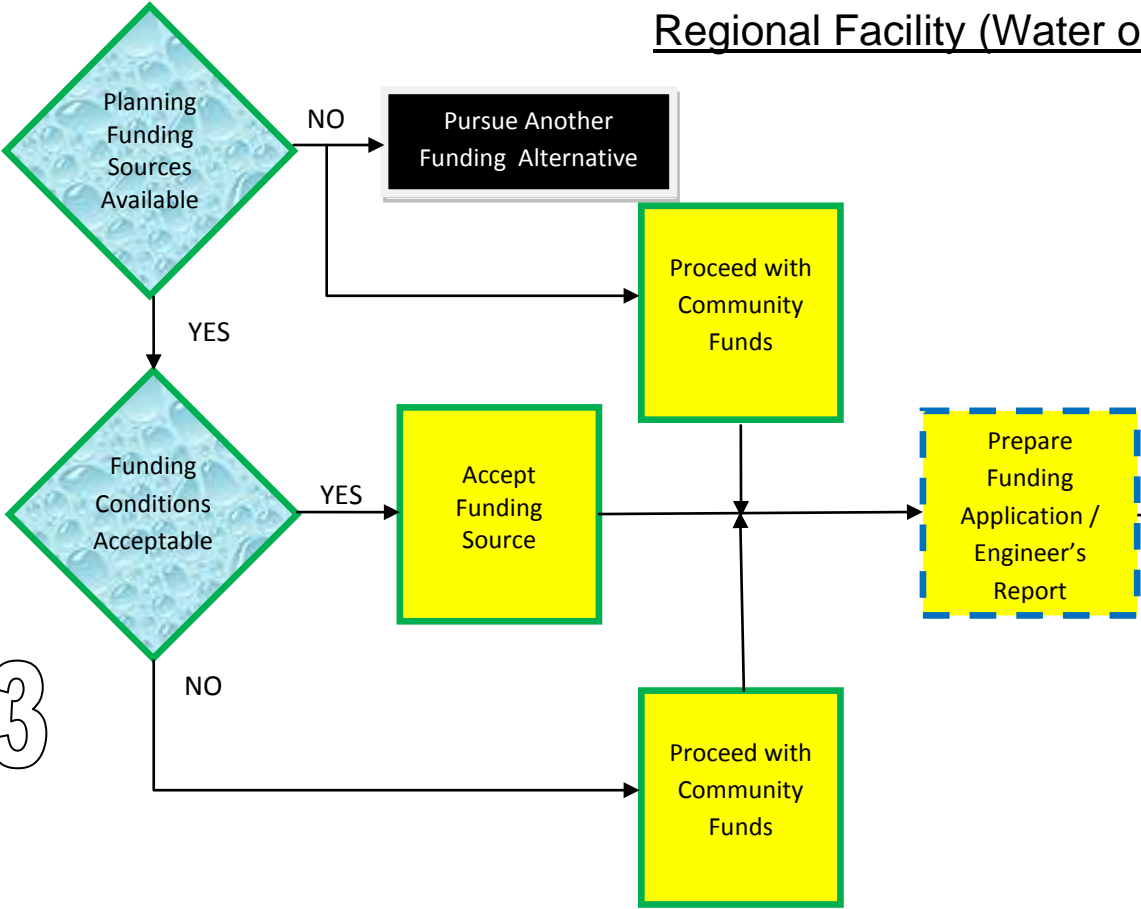 Regional Facility (Water o
Planning
Funding
Sources
Available
NO
Pursue Another
Funding Alternative
Proceed with
Community
Funds
YES
Funding
Conditions
Acceptable
YES
Accept
Funding
Source
Prepare
Funding
Application /
Engineer’s
Report
NO
3
Proceed with
Community
Funds